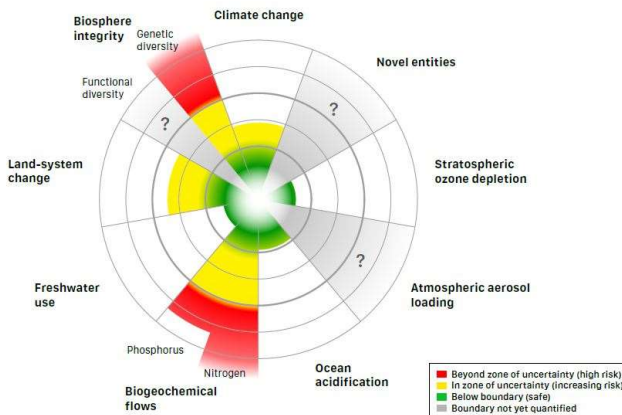 Climate change
Biosphere
integrity
Genetic
diversity
Novel entities
Functional
diversity
?
?
Land-system
change
Stratospheric
ozone depletion
?
Freshwater
use
Atmospheric aerosol
loading
Phosphorus
Nitrogen
Biogeochemical
flows
Ocean
acidification
Beyond zone of uncertainty (high risk)
In zone of uncertainty (increasing risk)
Below boundary (safe)
Boundary not yet quantified